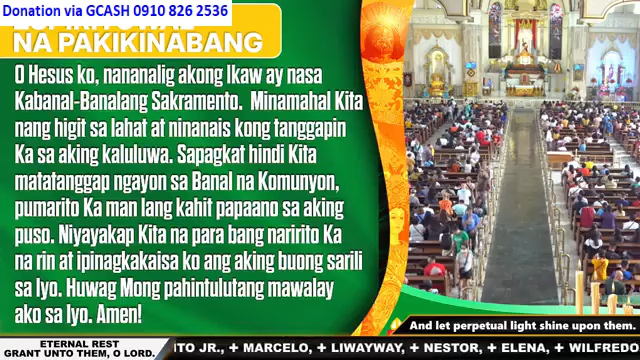 Donation via GCASH 0910 826 2536
NA PAKIKINABANG
O Hesus ko, nananalig akong Ikaw ay nasa
Kabanal-Banalang Sakramento. Minamahal Kita
nang higit sa lahat at ninanais kong tanggapin
Ka sa aking kaluluwa. Sapagkat hindi Kita
matatanggap ngayon sa Banal na Komunyon,
pumarito Ka man lang kahit papaano sa aking
puso. Niyayakap Kita na para bang naririto Ka
na rin at ipinagkakaisa ko ang aking buong sarili
sa Iyo. Huwag Mong pahintulutang mawalay
ako sa Iyo. Amen!
And let perpetual light shine upon them.
ETERNAL REST
GRANT UNTO THEM, O LORD.
JR., + MARCELO, + LIWAYWAY, + NESTOR, + ELENA, + WILFREDO